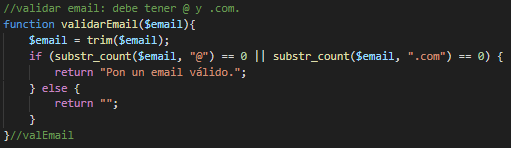 //validar email: debe tener @ y .com.
function validarEmail($email){
    $email = trim($email);
    if (substr_count($email, "@") == 0 || substr_count($email, ".com") == 0) {
        return "Pon un email válido.";
    } else {
        return "";
    }
}//valEmail